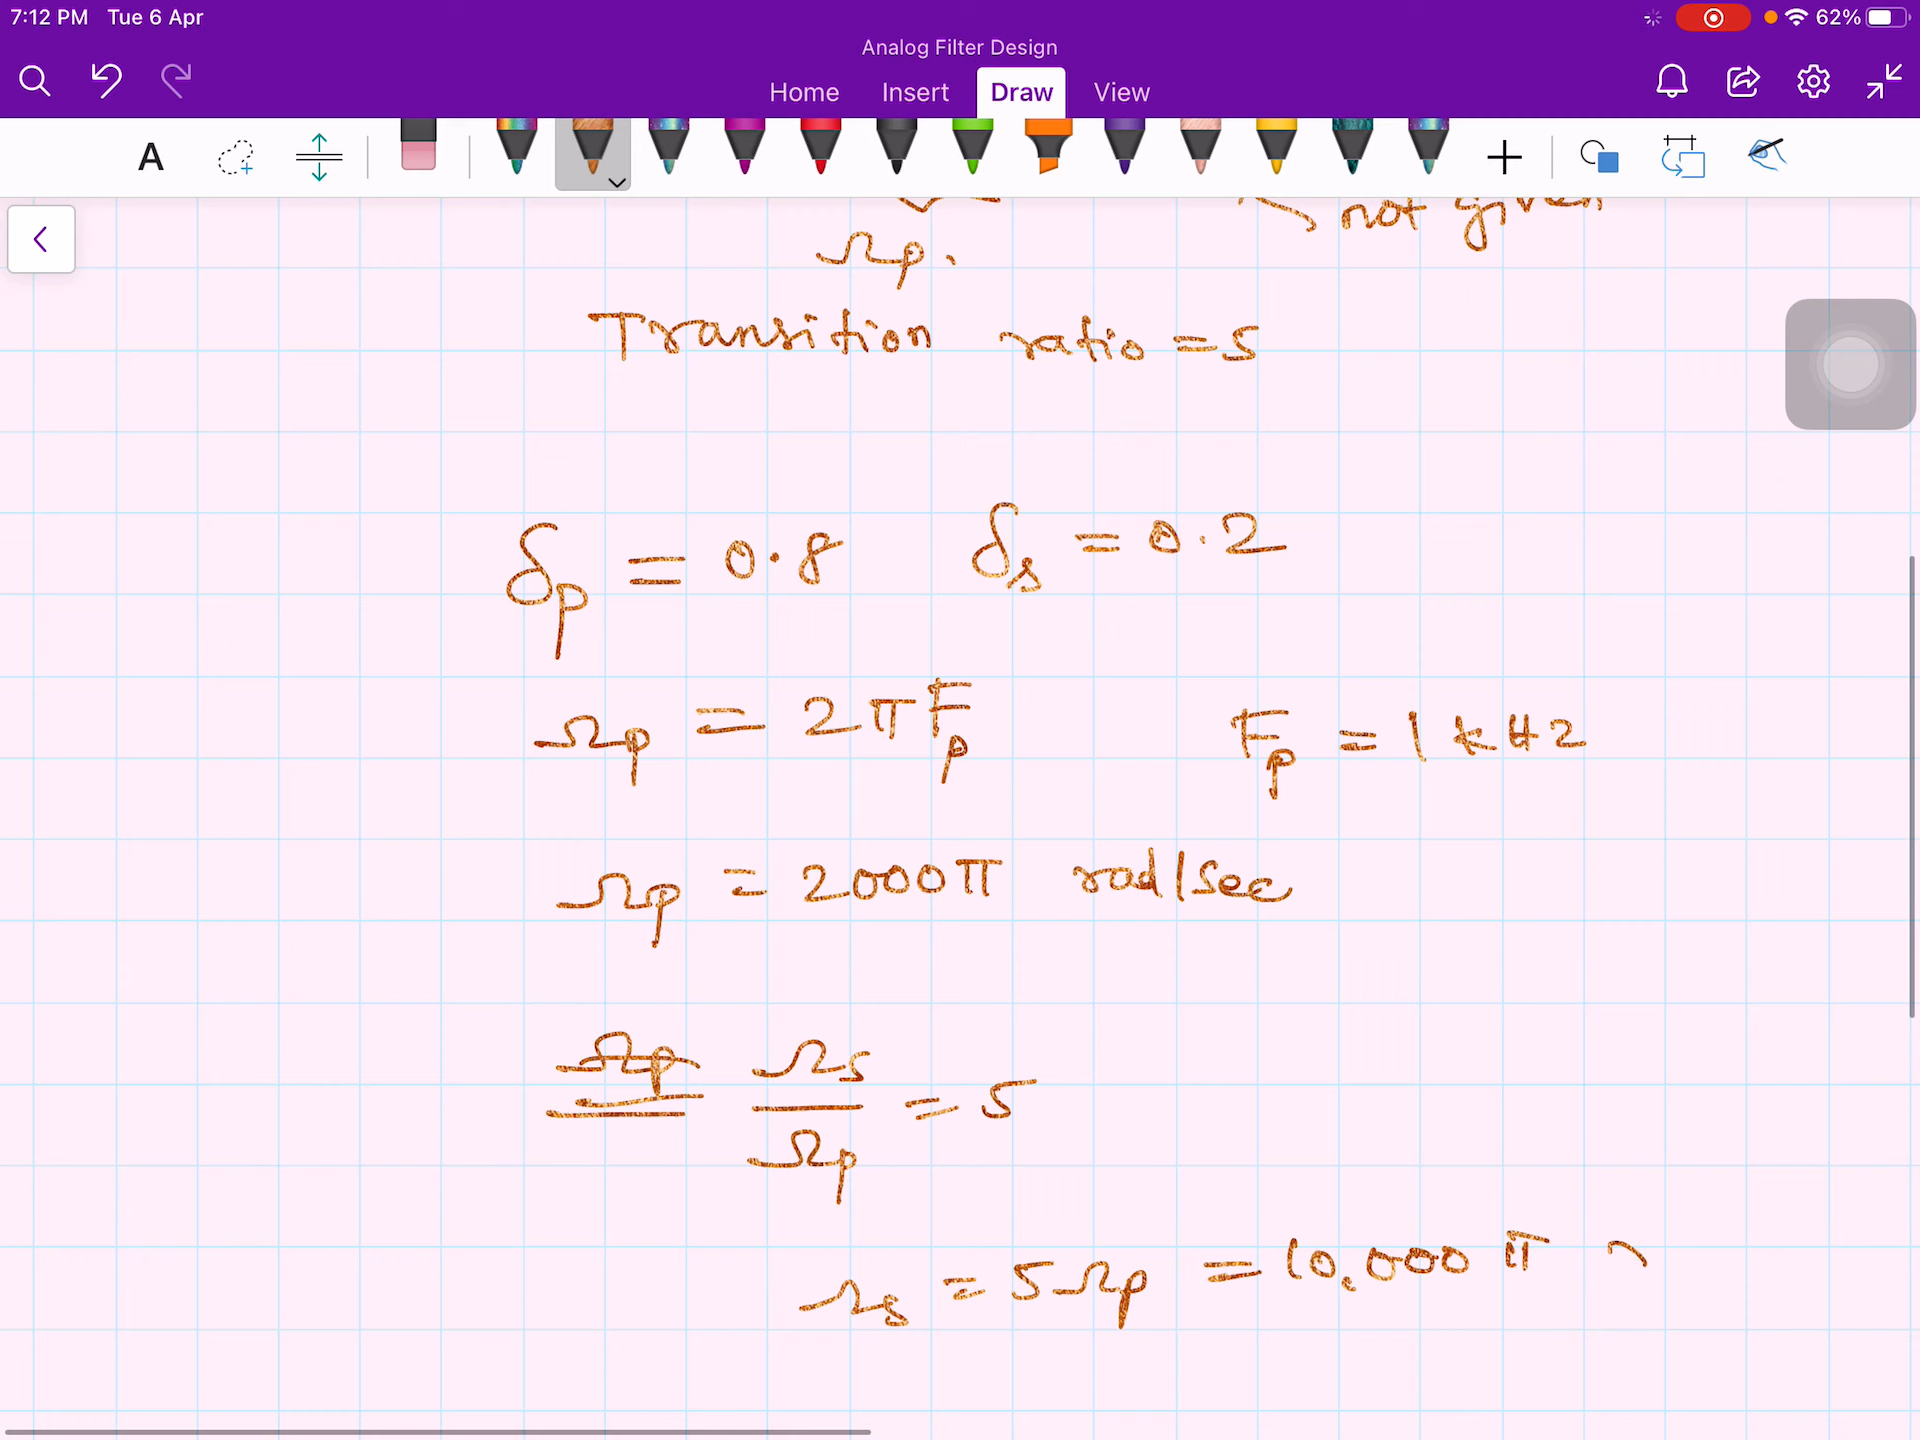 7:12 PM Tue 6 Apr
62%
Analog Filter Design
Home Insert Draw View
A
not given
Ωp.
Transition ratio = 5
δp = 0.8 δs = 0.2
Ωp = 2πFp Fp = 1 kHz
Ωp = 2000π rad/sec
Ωs/Ωp = 5
Ωs = 5Ωp = 10,000 π